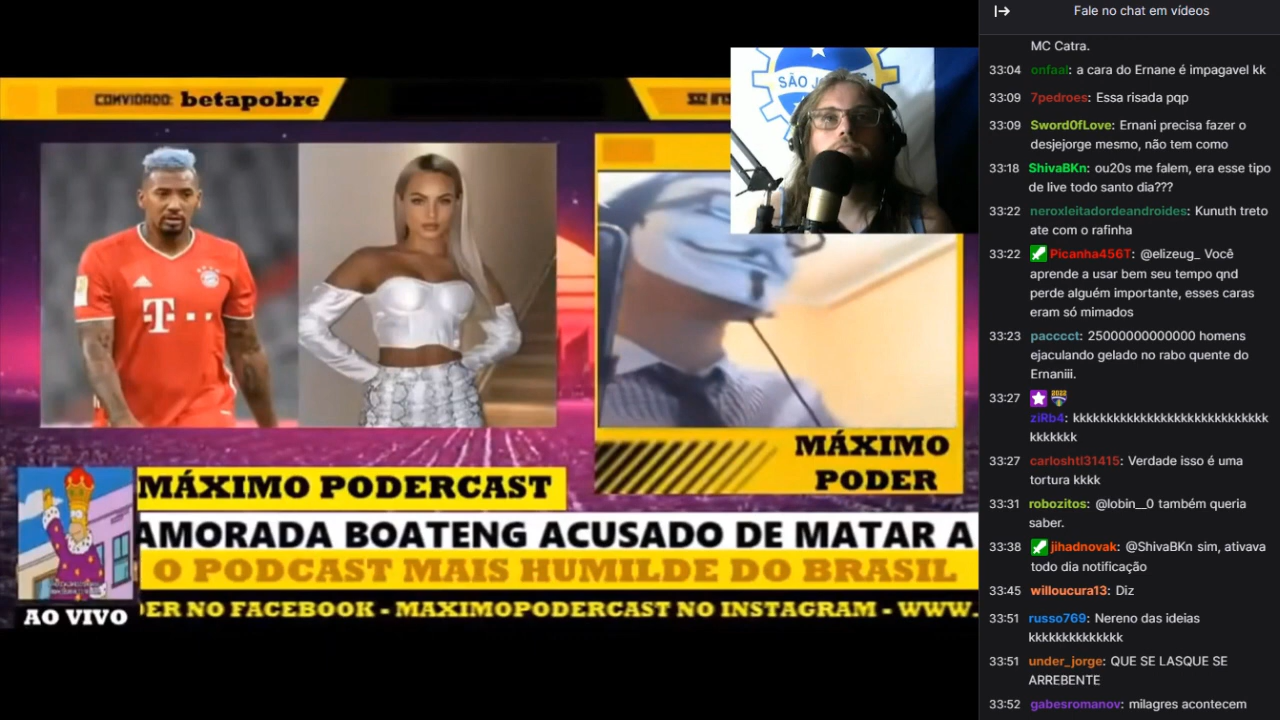 CONVIDADO: betapobre
SÃO J
T
MÁXIMO
PODER
MÁXIMO PODERCAST
AMORADA BOATENG ACUSADO DE MATAR A
O PODCAST MAIS HUMILDE DO BRASIL
AO VIVO
DER NO FACEBOOK - MAXIMOPODERCAST NO INSTAGRAM - WWW.
Fale no chat em vídeos
MC Catra.
33:04 onfaal: a cara do Ernane é impagavel kk
33:09 7pedroes: Essa risada pqp
33:09 SwordOfLove: Ernani precisa fazer o
desjejorge mesmo, não tem como
33:18 ShivaBKn: ou20s me falem, era esse tipo
de live todo santo dia???
33:22 neroxleitadordeandroides: Kunuth treto
ate com o rafinha
33:22 Picanha456T: @elizeug_ Você
aprende a usar bem seu tempo qnd
perde alguém importante, esses caras
eram só mimados
33:23 pacccct: 25000000000000 homens
ejaculando gelado no rabo quente do
Ernaniii.
33:27
ziRb4: kkkkkkkkkkkkkkkkkkkkkkkkkkkk
kkkkkkk
33:27 carloshtl31415: Verdade isso é uma
tortura kkkk
33:31 robozitos: @lobin__0 também queria
saber.
33:38 jihadnovak: @ShivaBKn sim, ativava
todo dia notificação
33:45 willoucura13: Diz
33:51 russo769: Nereno das ideias
kkkkkkkkkkkkkk
33:51 under_jorge: QUE SE LASQUE SE
ARREBENTE
33:52 gabesromanov: milagres acontecem